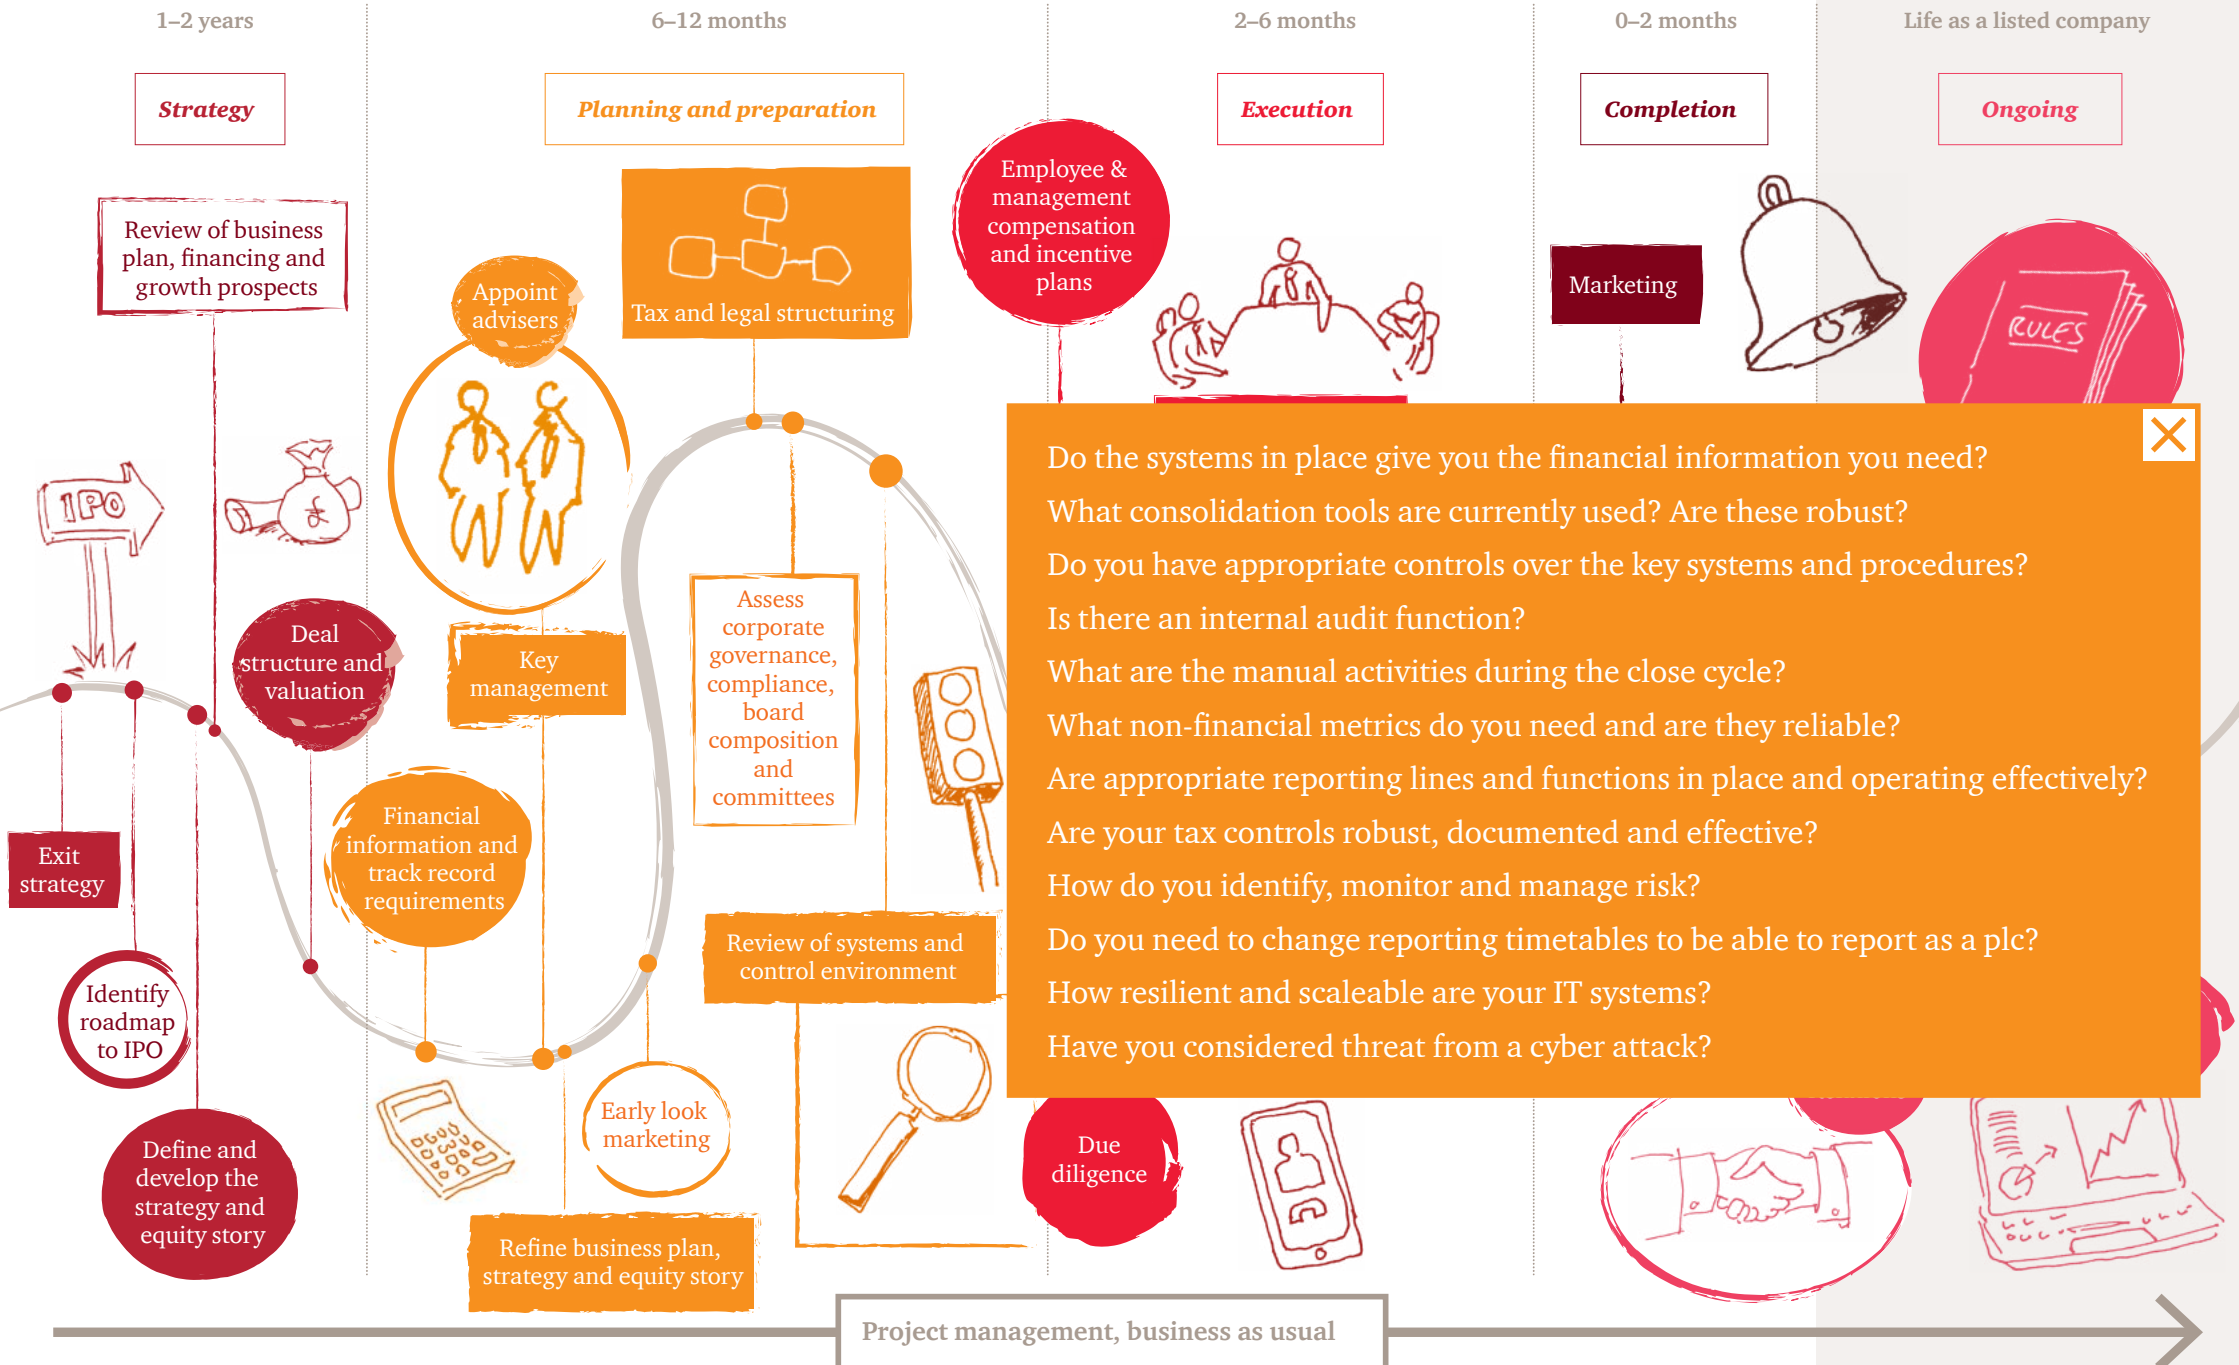 1–2 years
6–12 months
2–6 months
0–2 months
Life as a listed company
Strategy
Planning and preparation
Execution
Completion
Ongoing
Review of business
plan, financing and
growth prospects
IPO
£
Deal
structure and
valuation
Exit
strategy
Identify
roadmap
to IPO
Define and
develop the
strategy and
equity story
Appoint
advisers
Key
management
Financial
information and
track record
requirements
Early look
marketing
Refine business plan,
strategy and equity story
Tax and legal structuring
Assess
corporate
governance,
compliance,
board
composition
and
committees
Review of systems and
control environment
Employee &
management
compensation
and incentive
plans
Due
diligence
Marketing
RULES
Do the systems in place give you the financial information you need?
What consolidation tools are currently used? Are these robust?
Do you have appropriate controls over the key systems and procedures?
Is there an internal audit function?
What are the manual activities during the close cycle?
What non-financial metrics do you need and are they reliable?
Are appropriate reporting lines and functions in place and operating effectively?
Are your tax controls robust, documented and effective?
How do you identify, monitor and manage risk?
Do you need to change reporting timetables to be able to report as a plc?
How resilient and scaleable are your IT systems?
Have you considered threat from a cyber attack?
Project management, business as usual